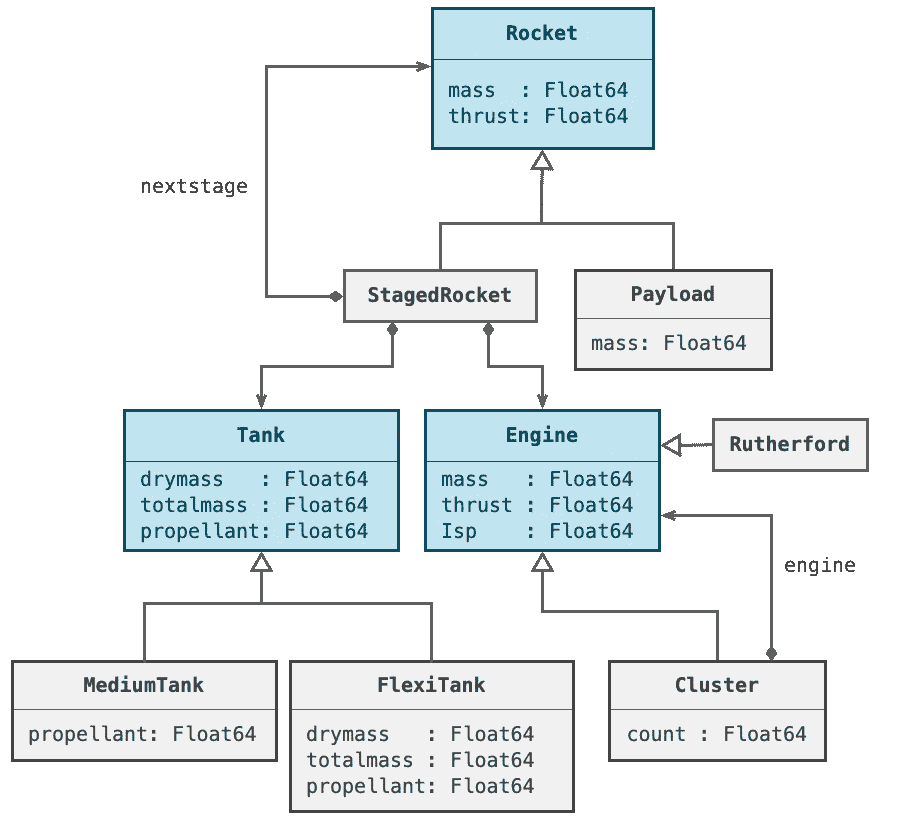 Rocket
mass  : Float64
thrust: Float64
nextstage
StagedRocket
Payload
mass: Float64
Tank
drymass   : Float64
totalmass : Float64
propellant: Float64
Engine
mass   : Float64
thrust : Float64
Isp    : Float64
Rutherford
engine
MediumTank
propellant: Float64
FlexiTank
drymass   : Float64
totalmass : Float64
propellant: Float64
Cluster
count : Float64